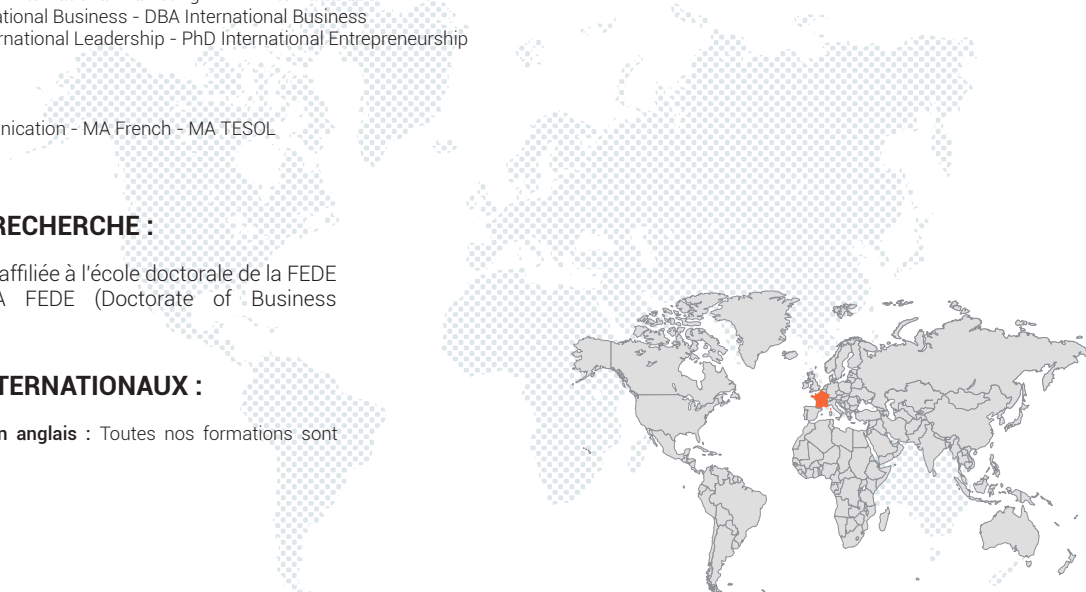 ational Business - DBA International Business
ernational Leadership - PhD International Entrepreneurship
nication - MA French - MA TESOL
RECHERCHE :
affiliée à l'école doctorale de la FEDE
A FEDE (Doctorate of Business
TERNATIONAUX :
n anglais : Toutes nos formations sont